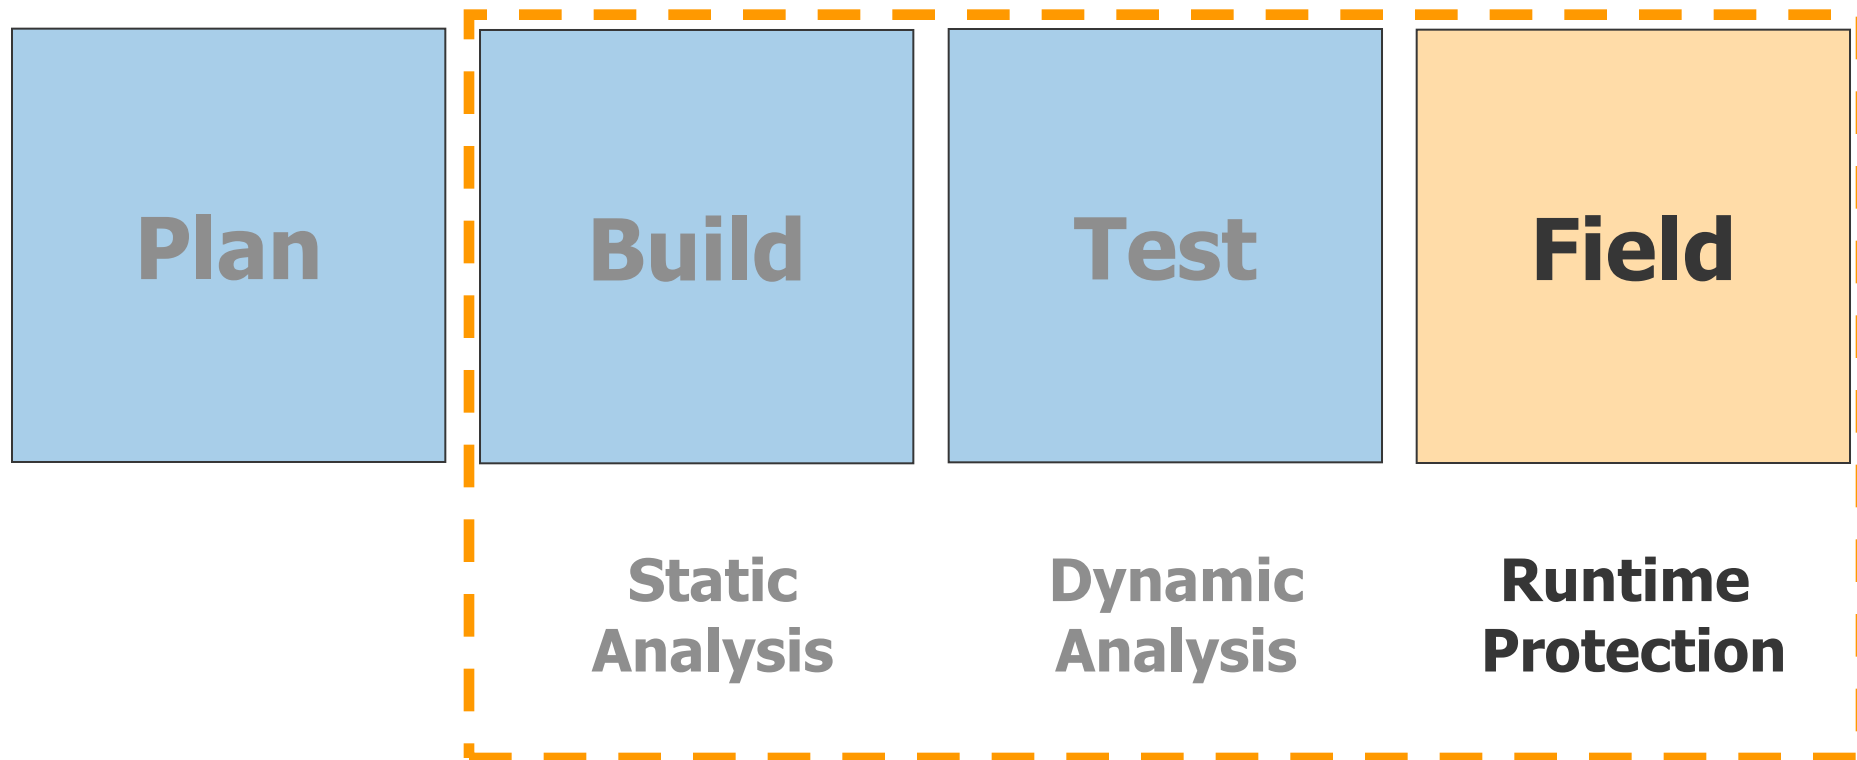 Plan
Build
Test
Field
Static
Analysis
Dynamic
Analysis
Runtime
Protection